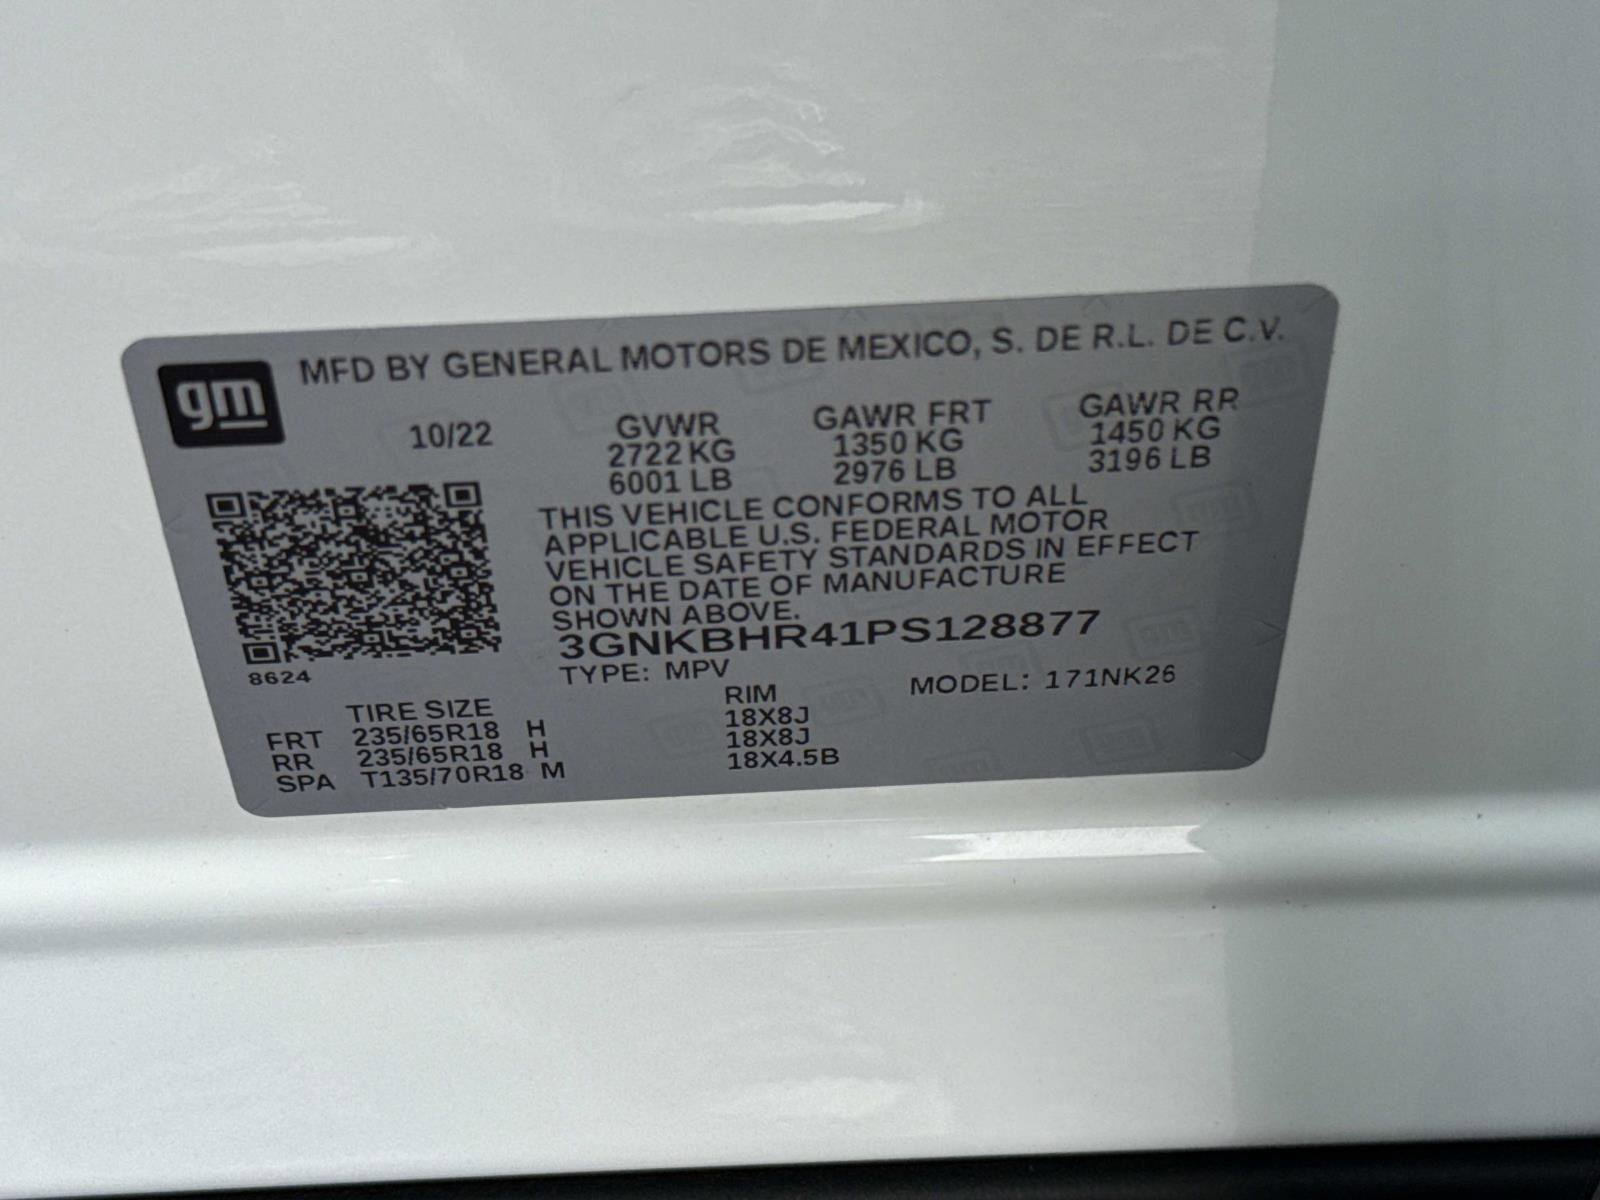 gm MFD BY GENERAL MOTORS DE MEXICO, S. DE R.L. DE C.V.
10/22 GVWR GAWR FRT GAWR RR
2722 KG 1350 KG 1450 KG
6001 LB 2976 LB 3196 LB
THIS VEHICLE CONFORMS TO ALL
APPLICABLE U.S. FEDERAL MOTOR
VEHICLE SAFETY STANDARDS IN EFFECT
ON THE DATE OF MANUFACTURE
SHOWN ABOVE.
3GNKBHR41PS128877
8624 TYPE: MPV MODEL: 171NK26
TIRE SIZE RIM
FRT 235/65R18 H 18X8J
RR 235/65R18 H 18X8J
SPA T135/70R18 M 18X4.5B